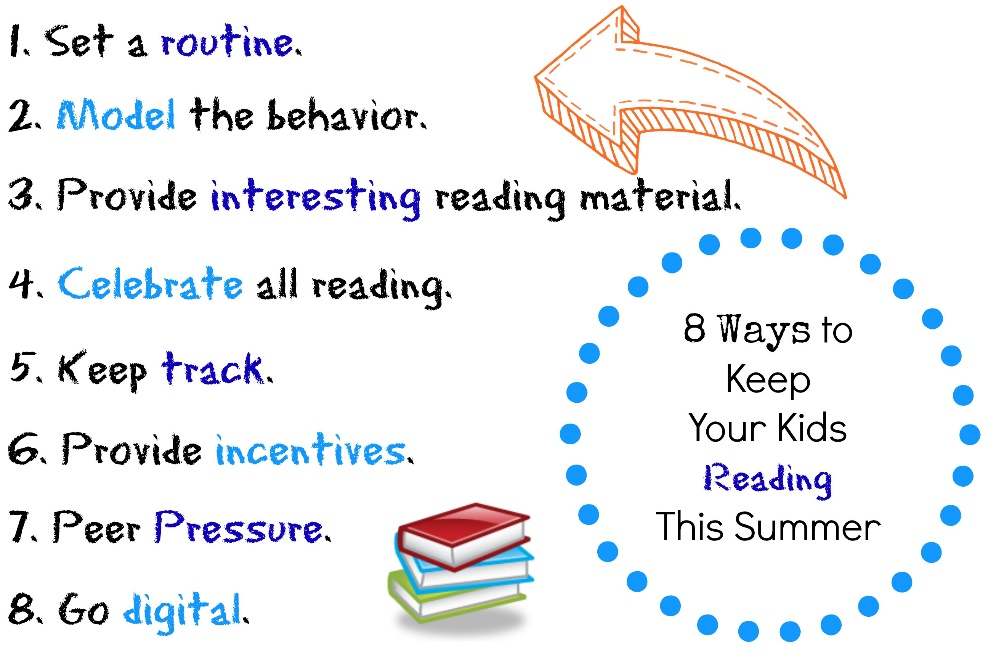 1. Set a routine.
2. Model the behavior.
3. Provide interesting reading material.
4. Celebrate all reading.
5. Keep track.
6. Provide incentives.
7. Peer Pressure.
8. Go digital.
8 Ways to
Keep
Your Kids
Reading
This Summer